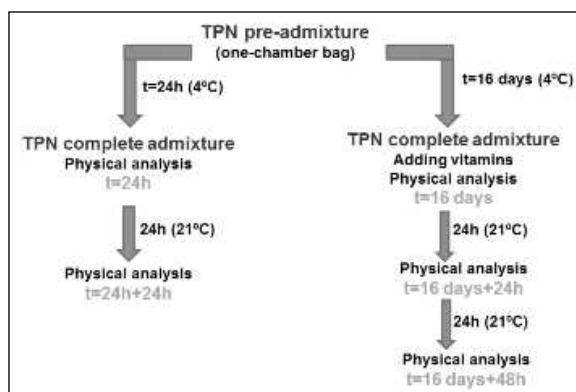 TPN pre-admixture
(one-chamber bag)
t=24h (4ºC)
t=16 days (4ºC)
TPN complete admixture
Physical analysis
t=24h
24h (21ºC)
Physical analysis
t=24h+24h
TPN complete admixture
Adding vitamins
Physical analysis
t=16 days
24h (21ºC)
Physical analysis
t=16 days+24h
24h (21ºC)
Physical analysis
t=16 days+48h